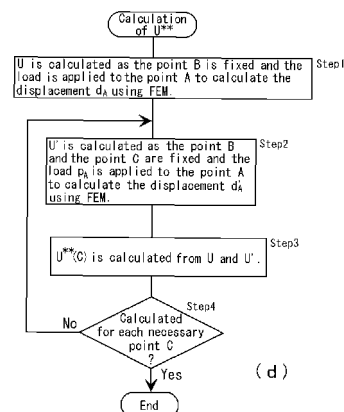 Calculation
of U**
U is calculated as the point B is fixed and the
load is applied to the point A to calculate the
displacement dA using FEM.
Step1
U' is calculated as the point B
and the point C are fixed and the
load pA is applied to the point A
to calculate the displacement d'A
using FEM.
Step2
U**(C) is calculated from U and U'.
Step3
Step4
Calculated
for each necessary
point C
?
No
Yes
(d)
End